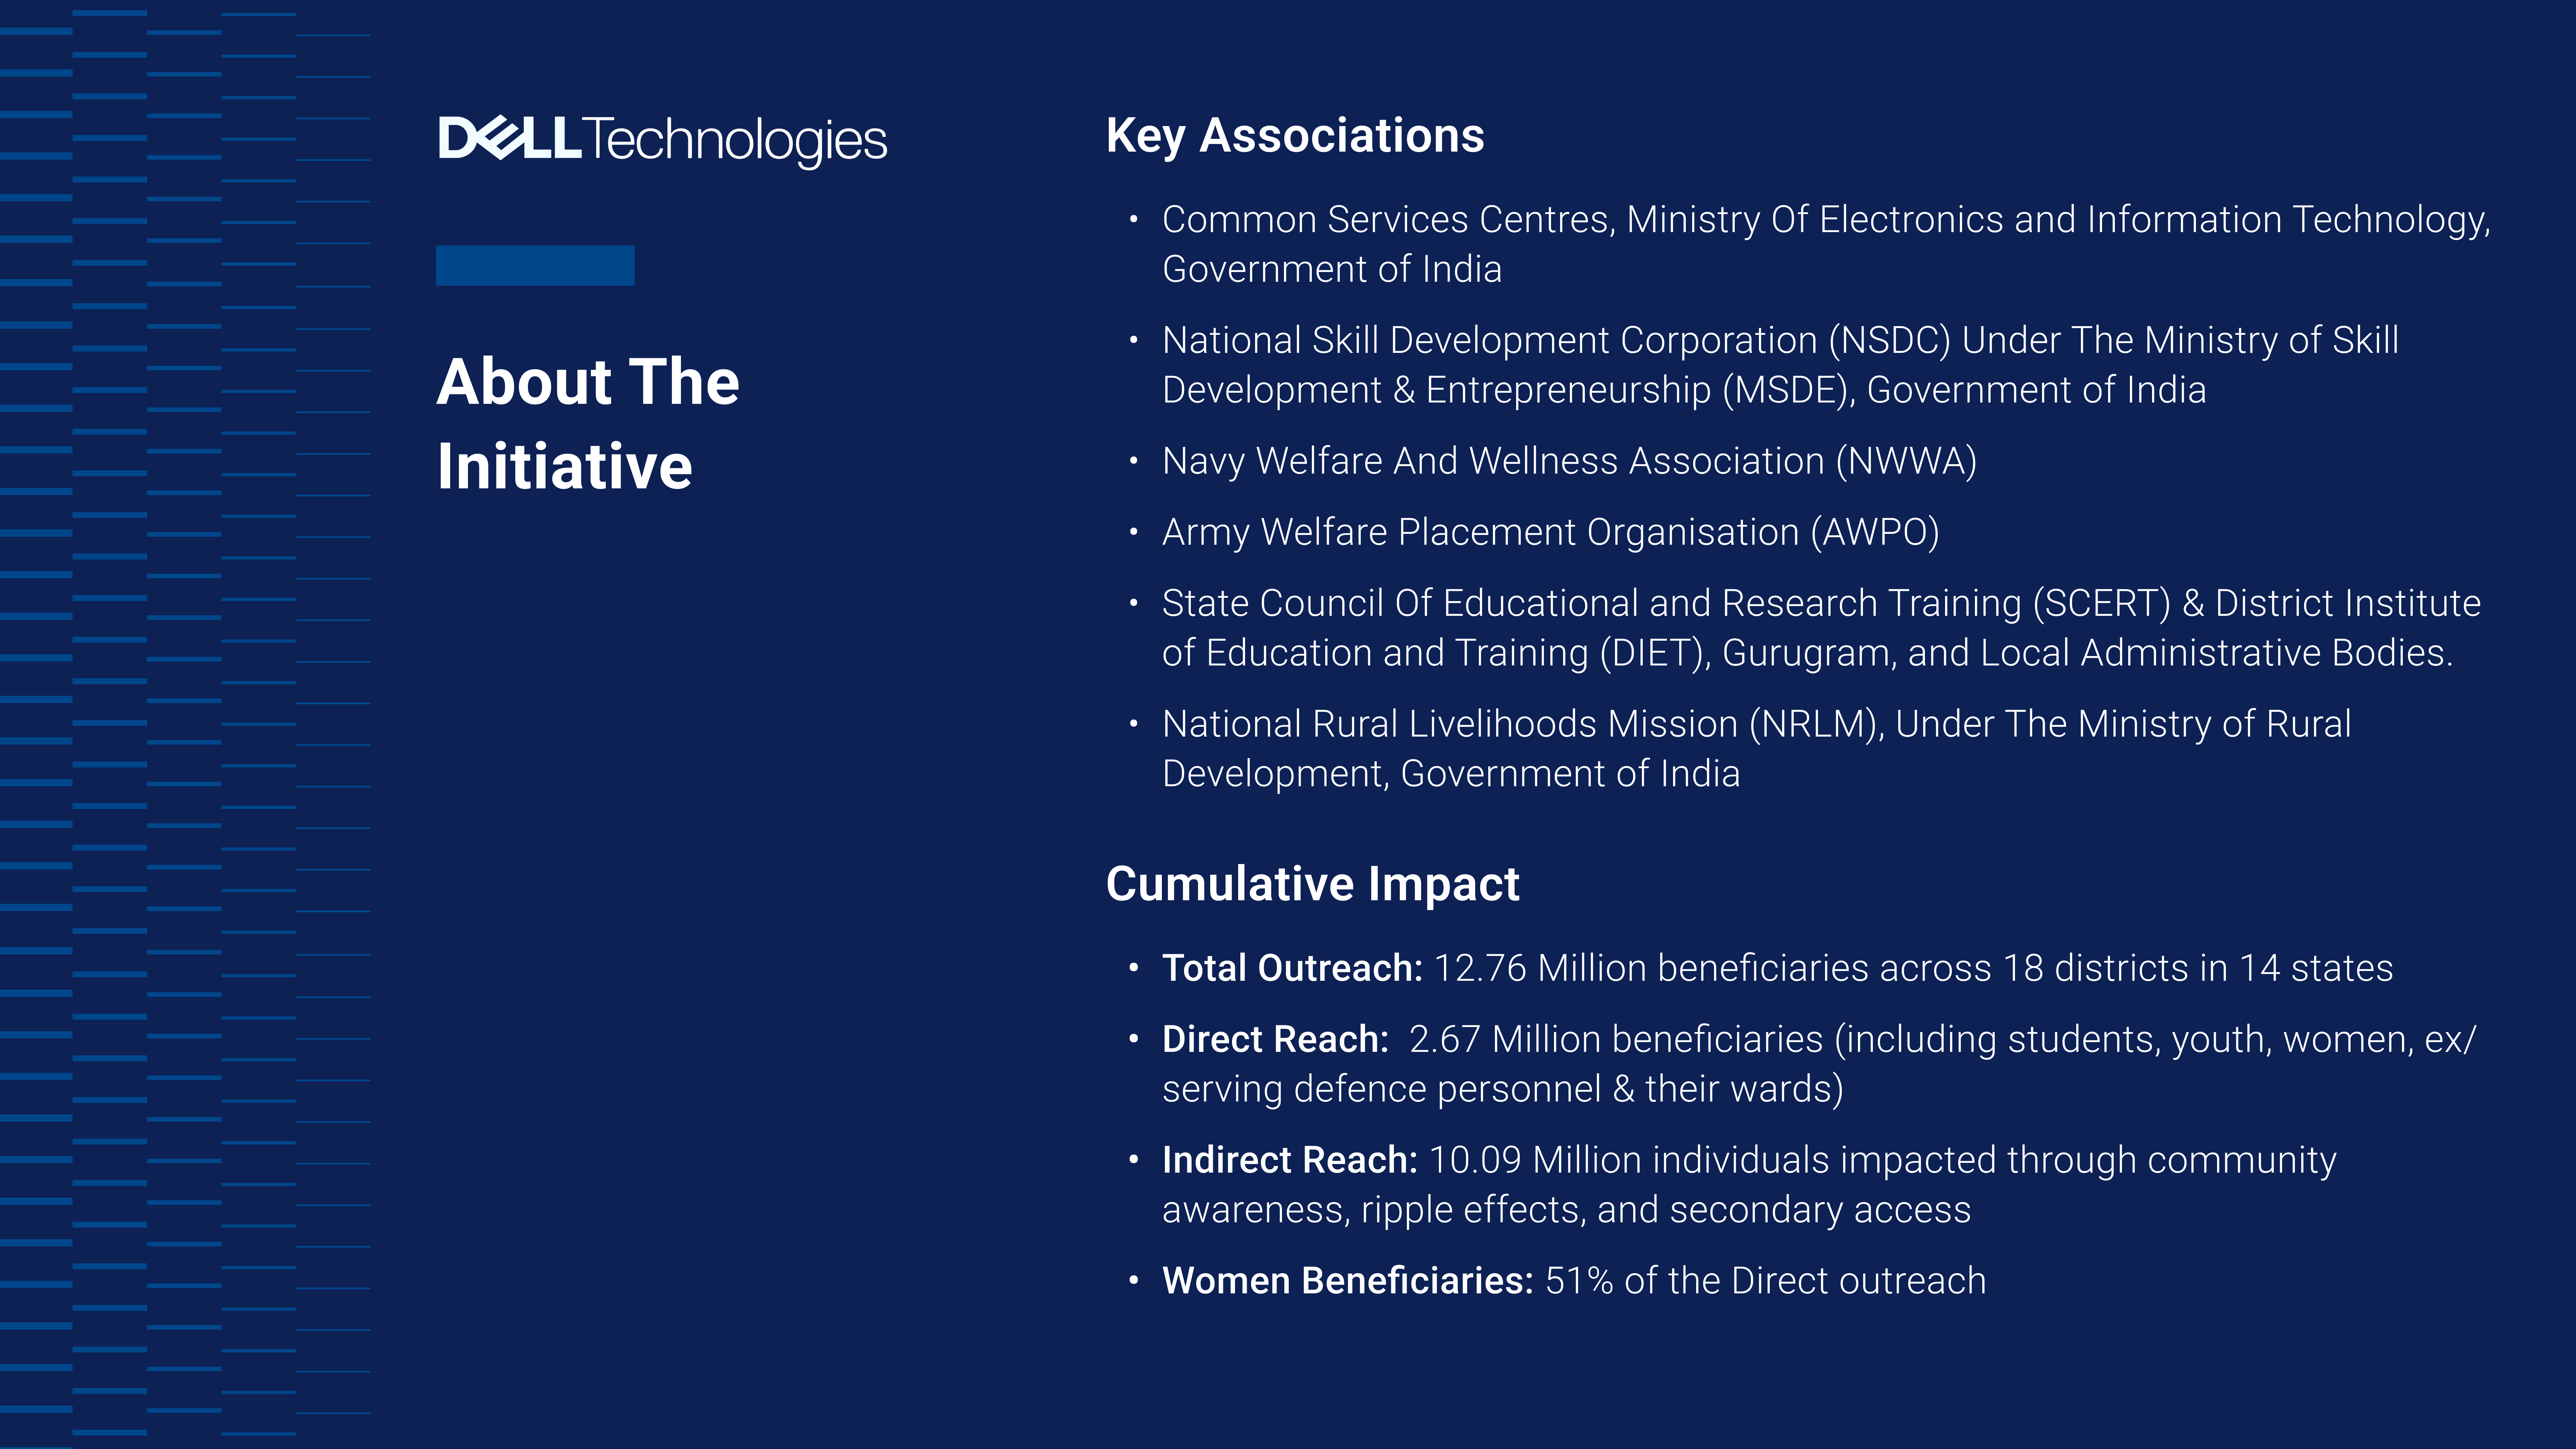 DELLTechnologies
About The
Initiative
Key Associations
• Common Services Centres, Ministry Of Electronics and Information Technology,
Government of India
• National Skill Development Corporation (NSDC) Under The Ministry of Skill
Development & Entrepreneurship (MSDE), Government of India
• Navy Welfare And Wellness Association (NWWA)
• Army Welfare Placement Organisation (AWPO)
• State Council Of Educational and Research Training (SCERT) & District Institute
of Education and Training (DIET), Gurugram, and Local Administrative Bodies.
• National Rural Livelihoods Mission (NRLM), Under The Ministry of Rural
Development, Government of India
Cumulative Impact
• Total Outreach: 12.76 Million beneficiaries across 18 districts in 14 states
• Direct Reach: 2.67 Million beneficiaries (including students, youth, women, ex/
serving defence personnel & their wards)
• Indirect Reach: 10.09 Million individuals impacted through community
awareness, ripple effects, and secondary access
• Women Beneficiaries: 51% of the Direct outreach